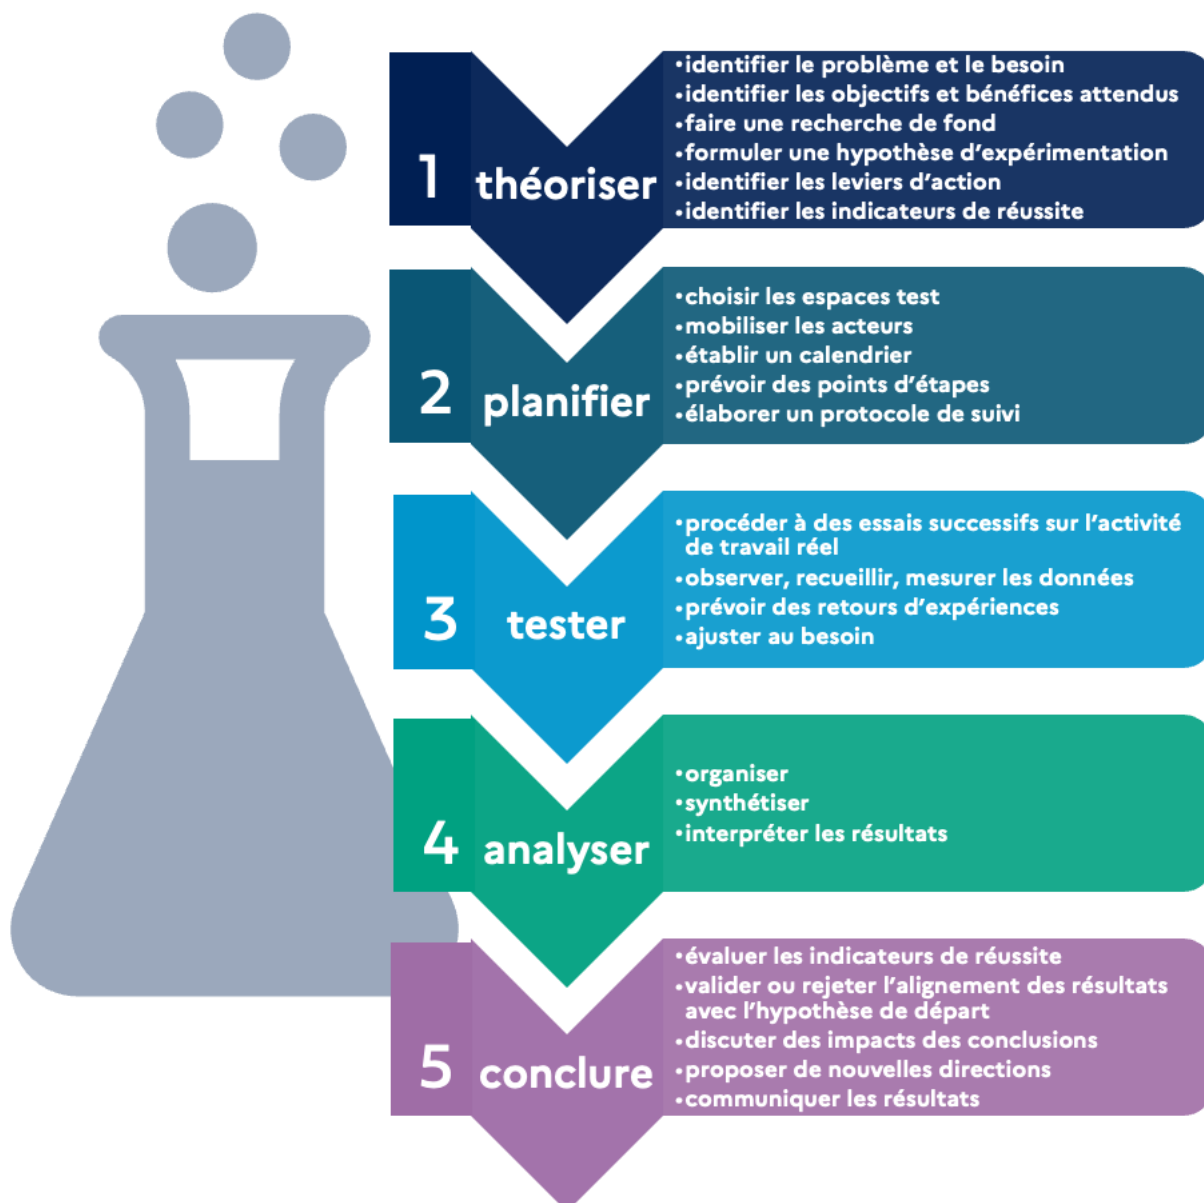 1 théoriser
•identifier le problème et le besoin
•identifier les objectifs et bénéfices attendus
•faire une recherche de fond
•formuler une hypothèse d’expérimentation
•identifier les leviers d’action
•identifier les indicateurs de réussite
2 planifier
•choisir les espaces test
•mobiliser les acteurs
•établir un calendrier
•prévoir des points d’étapes
•élaborer un protocole de suivi
3 tester
•procéder à des essais successifs sur l’activité
de travail réel
•observer, recueillir, mesurer les données
•prévoir des retours d’expériences
•ajuster au besoin
4 analyser
•organiser
•synthétiser
•interpréter les résultats
5 conclure
•évaluer les indicateurs de réussite
•valider ou rejeter l’alignement des résultats
avec l’hypothèse de départ
•discuter des impacts des conclusions
•proposer de nouvelles directions
•communiquer les résultats